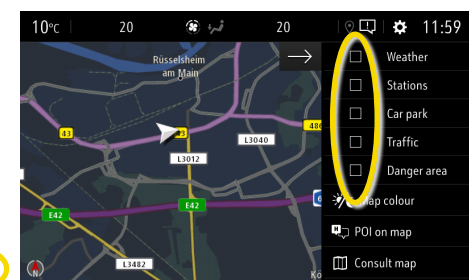 10°C 20 20 11:59
Rüsselsheim
am Main
Weather
Stations
Car park
Traffic
Danger area
map colour
POI on map
Consult map
43
L3040
L3012
E42
E42
L3482
N